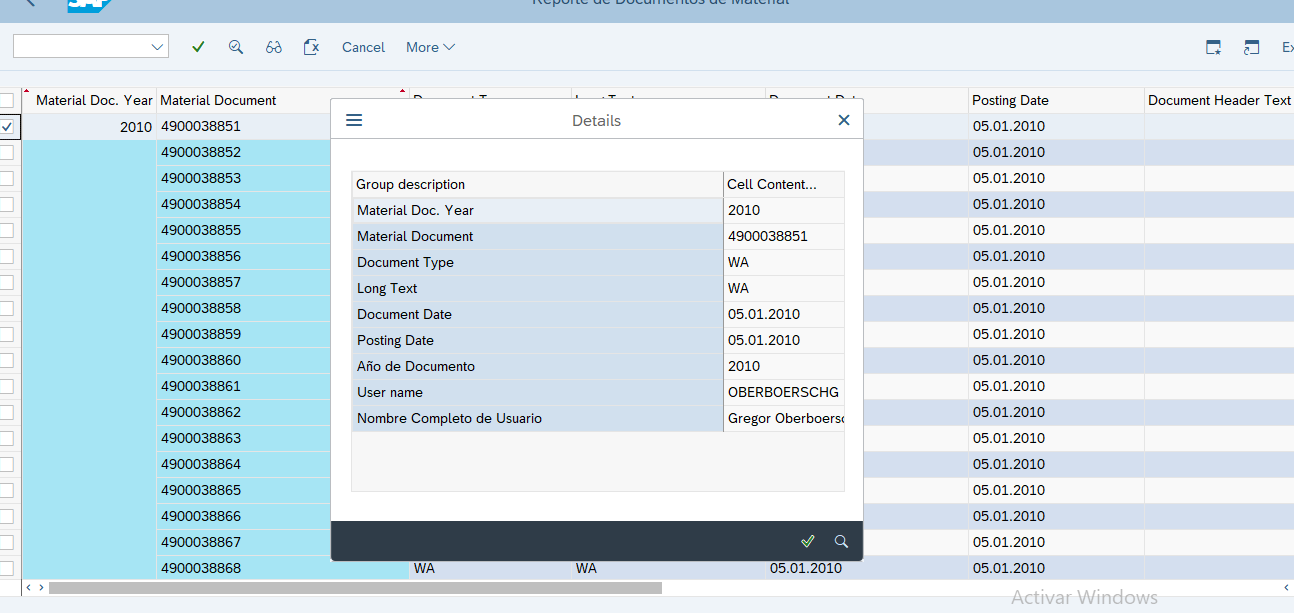 SAP
Reporte de Documentos de Material
Cancel More
Material Doc. Year Material Document Posting Date Document Header Text
2010 4900038851 05.01.2010
4900038852 05.01.2010
4900038853 05.01.2010
4900038854 05.01.2010
4900038855 05.01.2010
4900038856 05.01.2010
4900038857 05.01.2010
4900038858 05.01.2010
4900038859 05.01.2010
4900038860 05.01.2010
4900038861 05.01.2010
4900038862 05.01.2010
4900038863 05.01.2010
4900038864 05.01.2010
4900038865 05.01.2010
4900038866 05.01.2010
4900038867 05.01.2010
4900038868 WA WA 05.01.2010 05.01.2010
Details
Group description Cell Content...
Material Doc. Year 2010
Material Document 4900038851
Document Type WA
Long Text WA
Document Date 05.01.2010
Posting Date 05.01.2010
Año de Documento 2010
User name OBERBOERSCHG
Nombre Completo de Usuario Gregor Oberboersc
Activar Windows